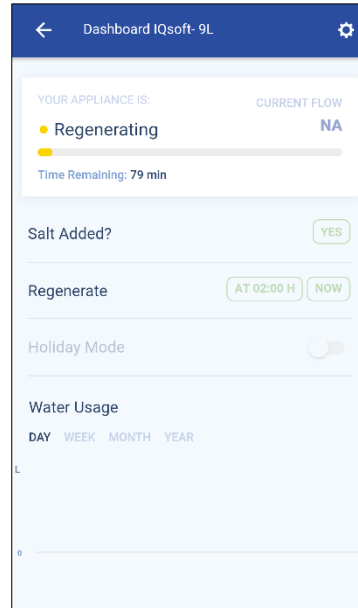 Dashboard IQsoft- 9L
YOUR APPLIANCE IS:
CURRENT FLOW
Regenerating
NA
Time Remaining: 79 min
Salt Added?
YES
Regenerate
AT 02:00 H
NOW
Holiday Mode
Water Usage
DAY WEEK MONTH YEAR
L
0